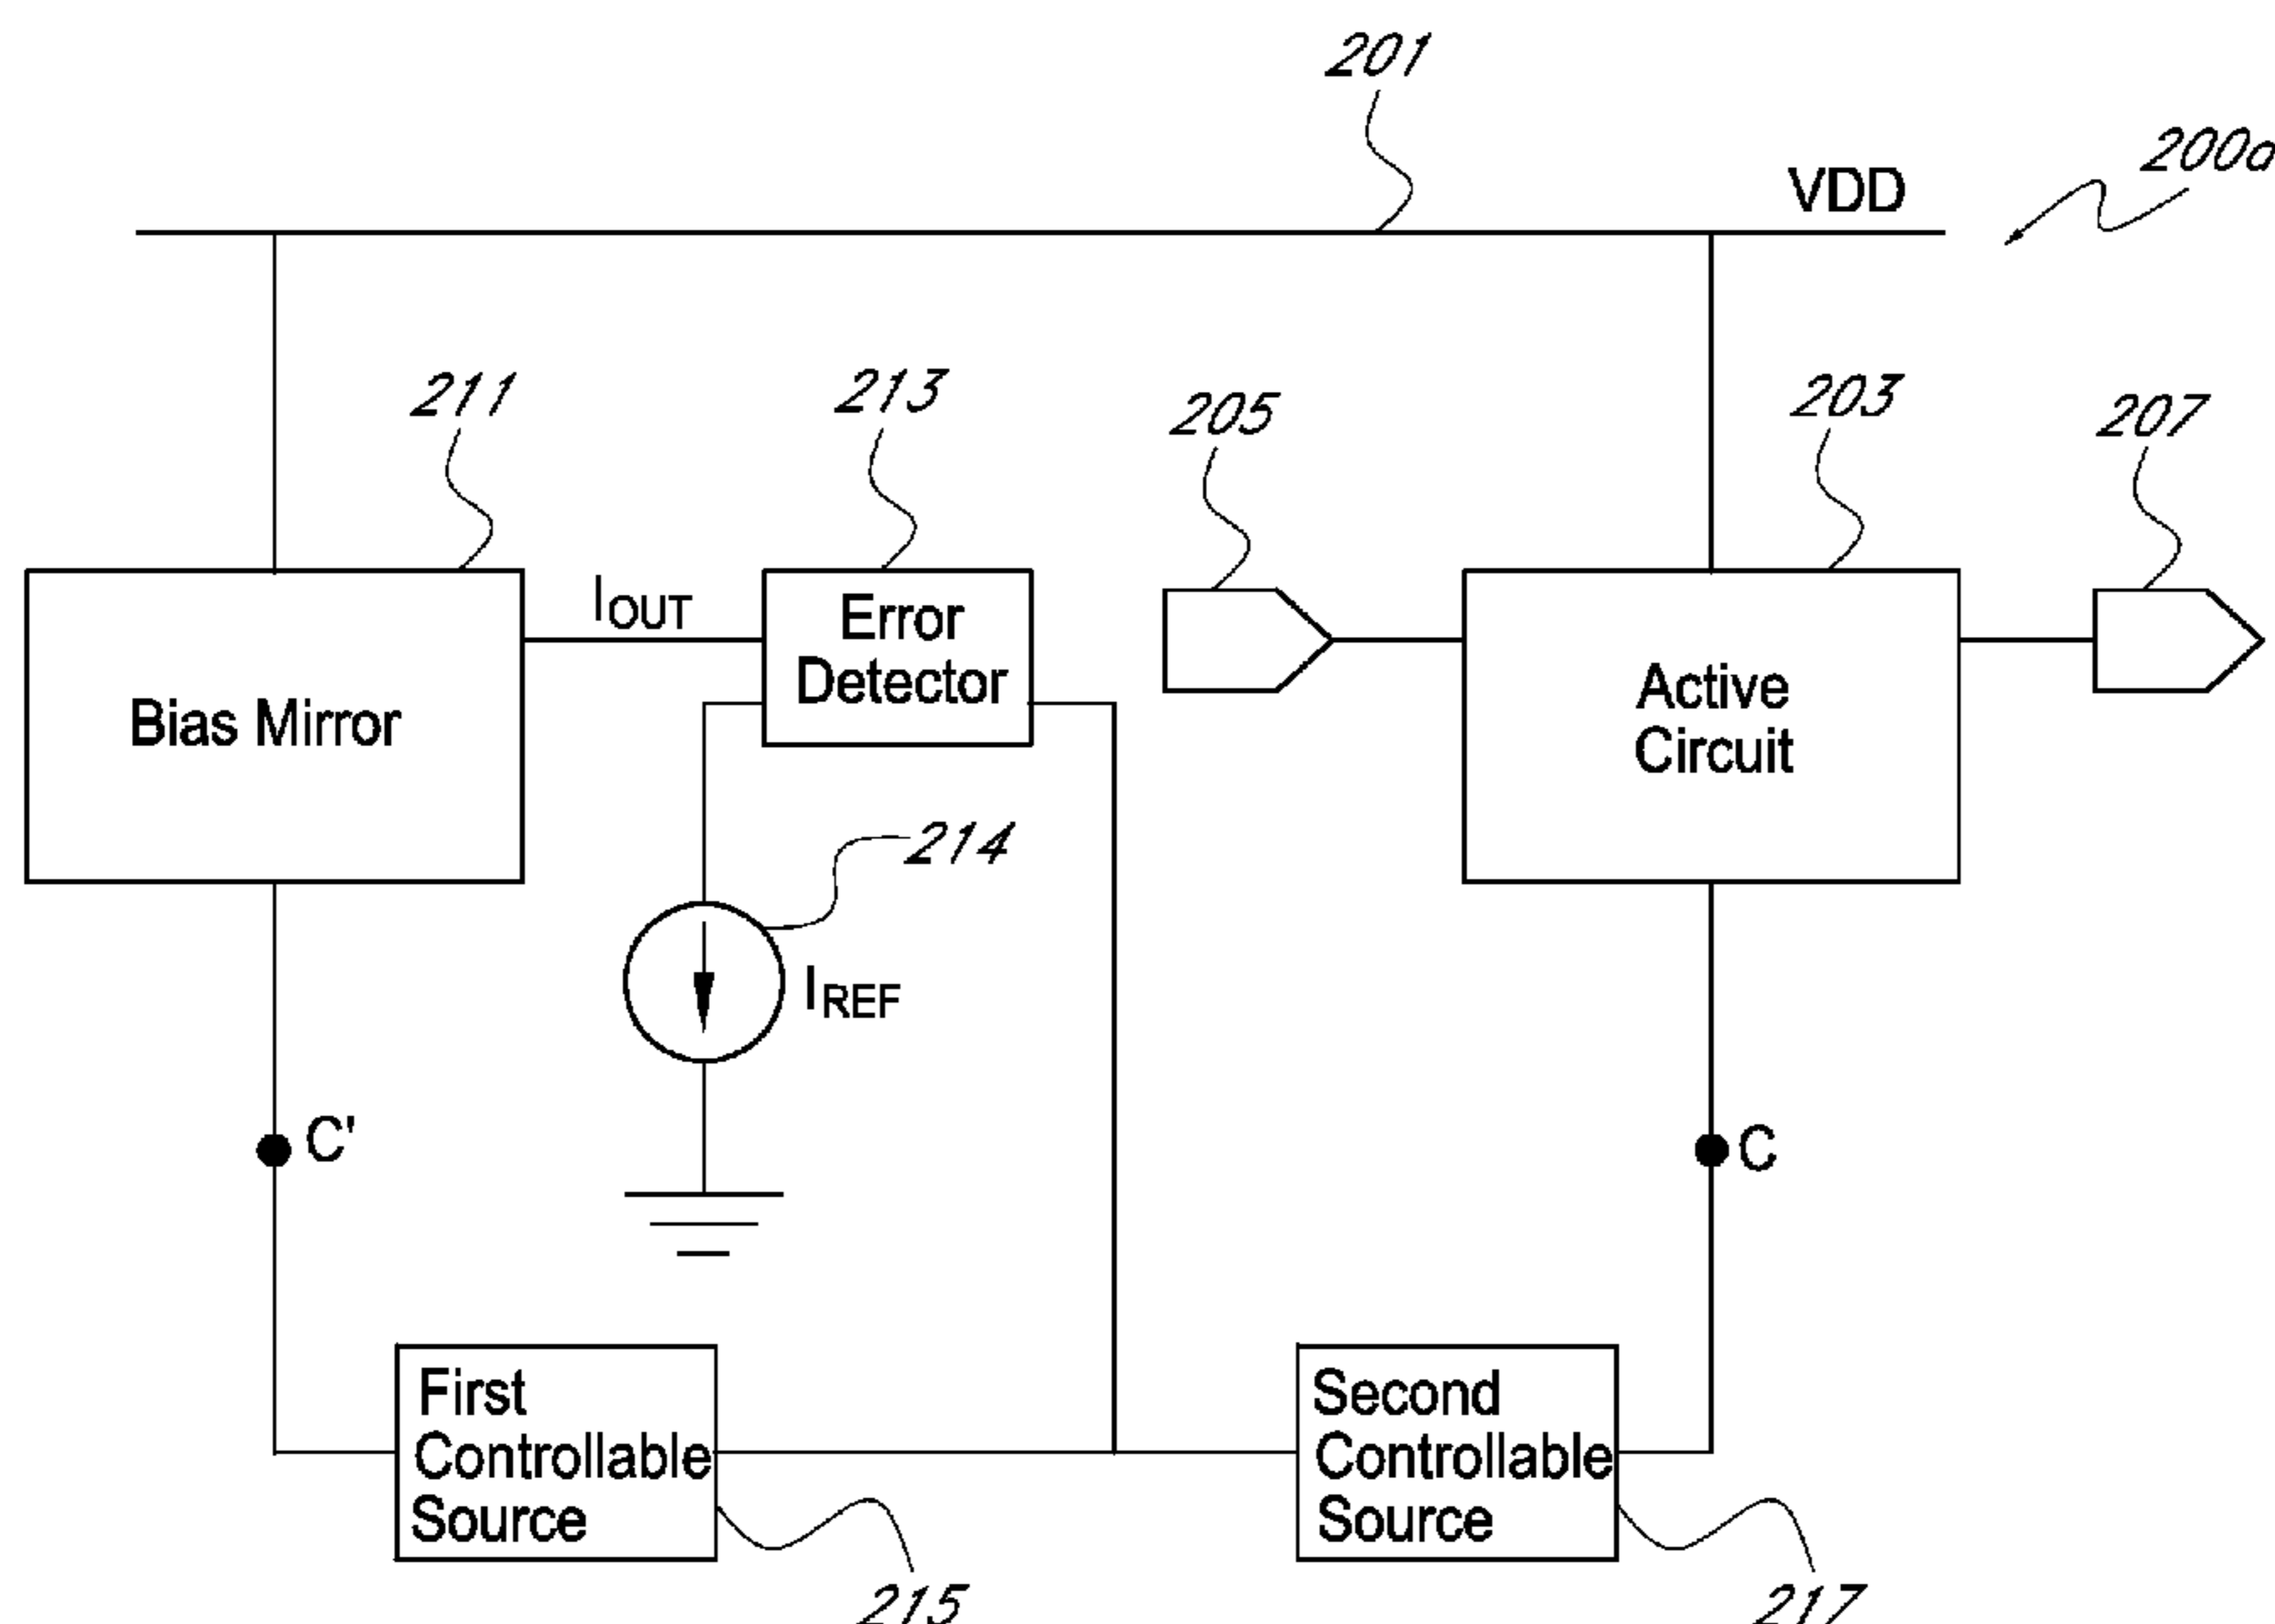 201
200a
VDD
211
213
205
203
207
IOUT
Error
Detector
Bias Mirror
Active
Circuit
214
IREF
C'
C
First
Controllable
Source
Second
Controllable
Source
215
217